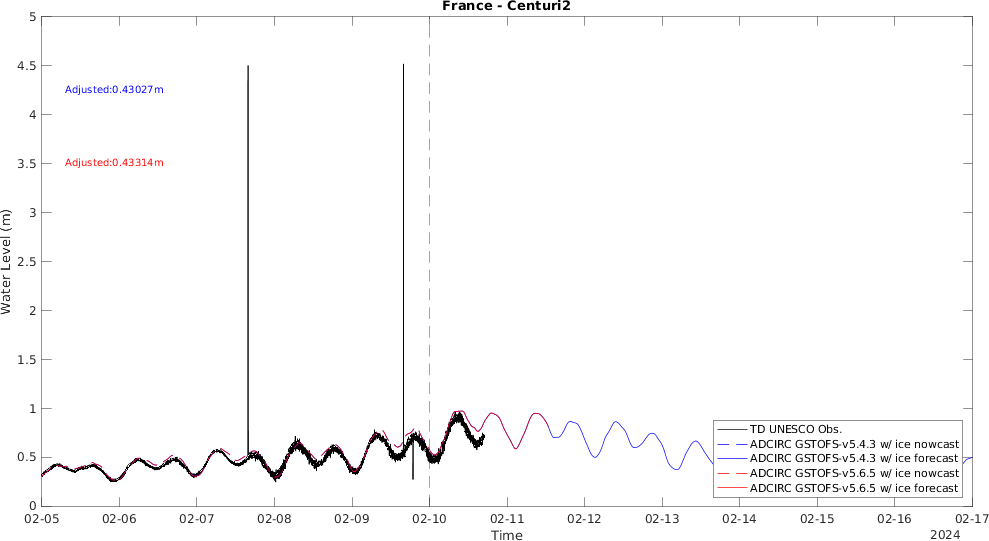 France - Centuri2
5
4.5
4
3.5
3
2.5
2
1.5
1
0.5
0
Water Level (m)
Adjusted:0.43027m
Adjusted:0.43314m
TD UNESCO Obs.
ADCIRC GSTOFS-v5.4.3 w/ ice nowcast
ADCIRC GSTOFS-v5.4.3 w/ ice forecast
ADCIRC GSTOFS-v5.6.5 w/ ice nowcast
ADCIRC GSTOFS-v5.6.5 w/ ice forecast
02-05 02-06 02-07 02-08 02-09 02-10 02-11 02-12 02-13 02-14 02-15 02-16 02-17
Time
2024